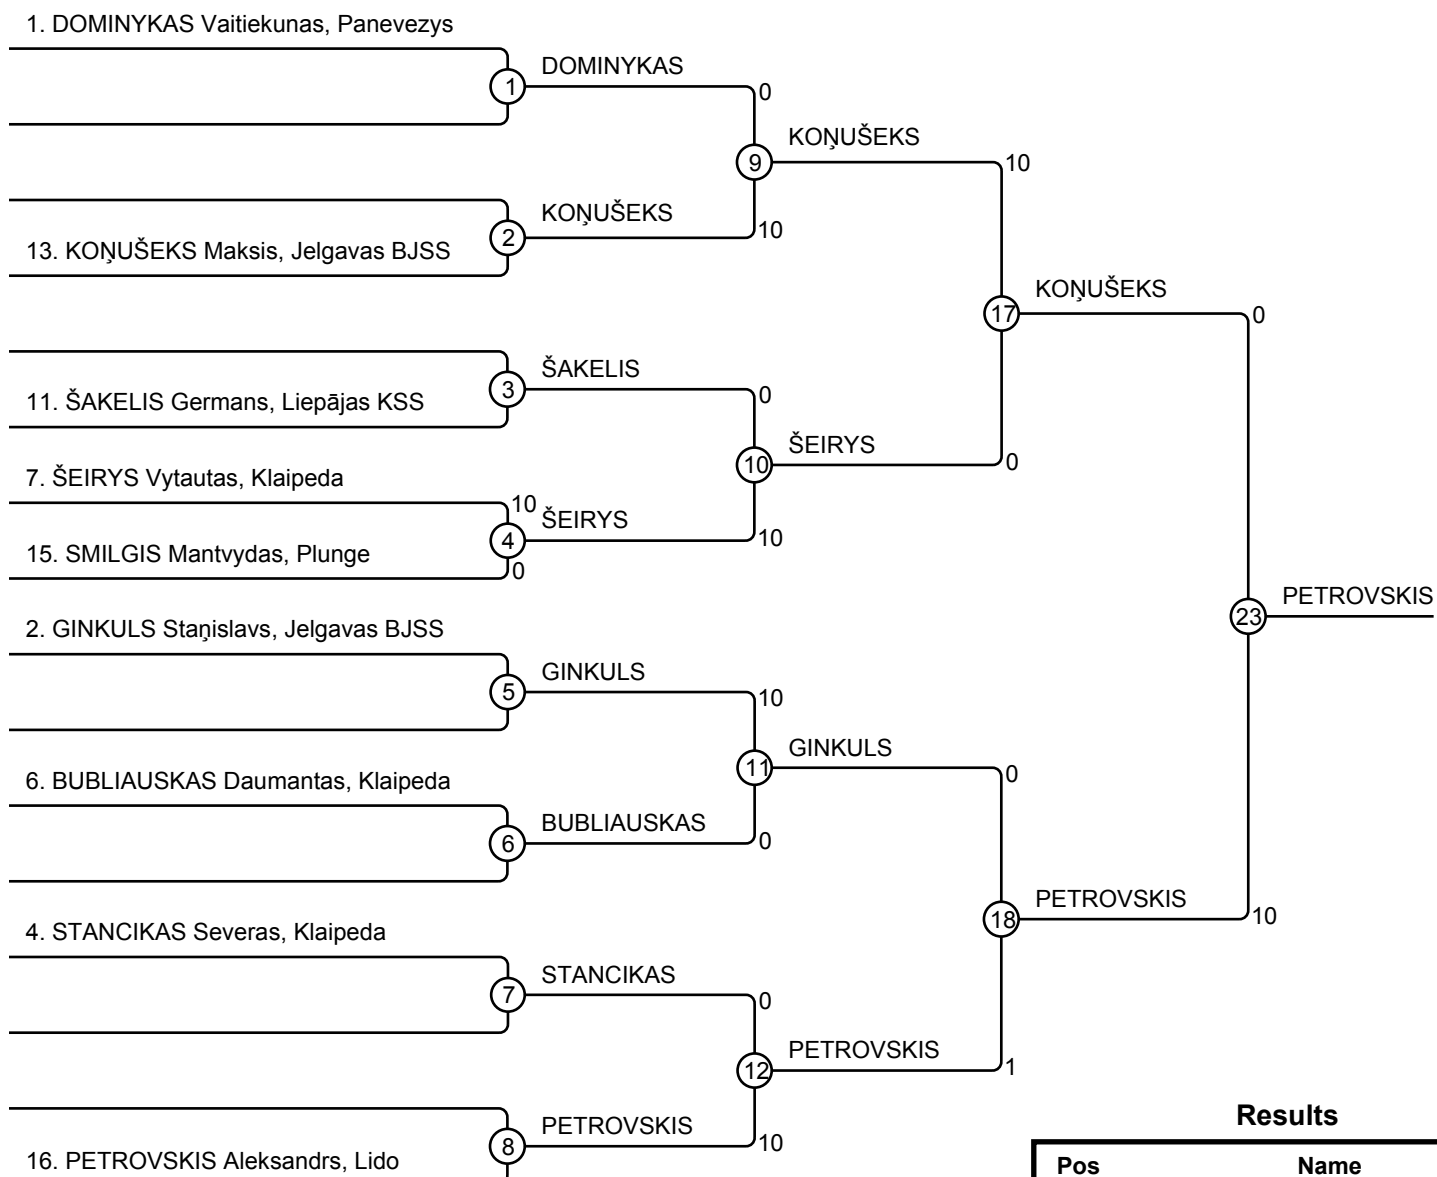 1. DOMINYKAS Vaitiekunas, Panevezys
DOMINYKAS
1
0
KOŅUŠEKS
9
10
KOŅUŠEKS
2
10
13. KOŅUŠEKS Maksis, Jelgavas BJSS
KOŅUŠEKS
17
0
ŠAKELIS
3
0
11. ŠAKELIS Germans, Liepājas KSS
ŠEIRYS
10
0
7. ŠEIRYS Vytautas, Klaipeda
10
ŠEIRYS
4
10
15. SMILGIS Mantvydas, Plunge
0
PETROVSKIS
23
2. GINKULS Staņislavs, Jelgavas BJSS
GINKULS
5
10
GINKULS
11
0
6. BUBLIAUSKAS Daumantas, Klaipeda
BUBLIAUSKAS
6
0
PETROVSKIS
18
10
4. STANCIKAS Severas, Klaipeda
STANCIKAS
7
0
PETROVSKIS
12
1
PETROVSKIS
8
10
16. PETROVSKIS Aleksandrs, Lido
Results
Pos Name